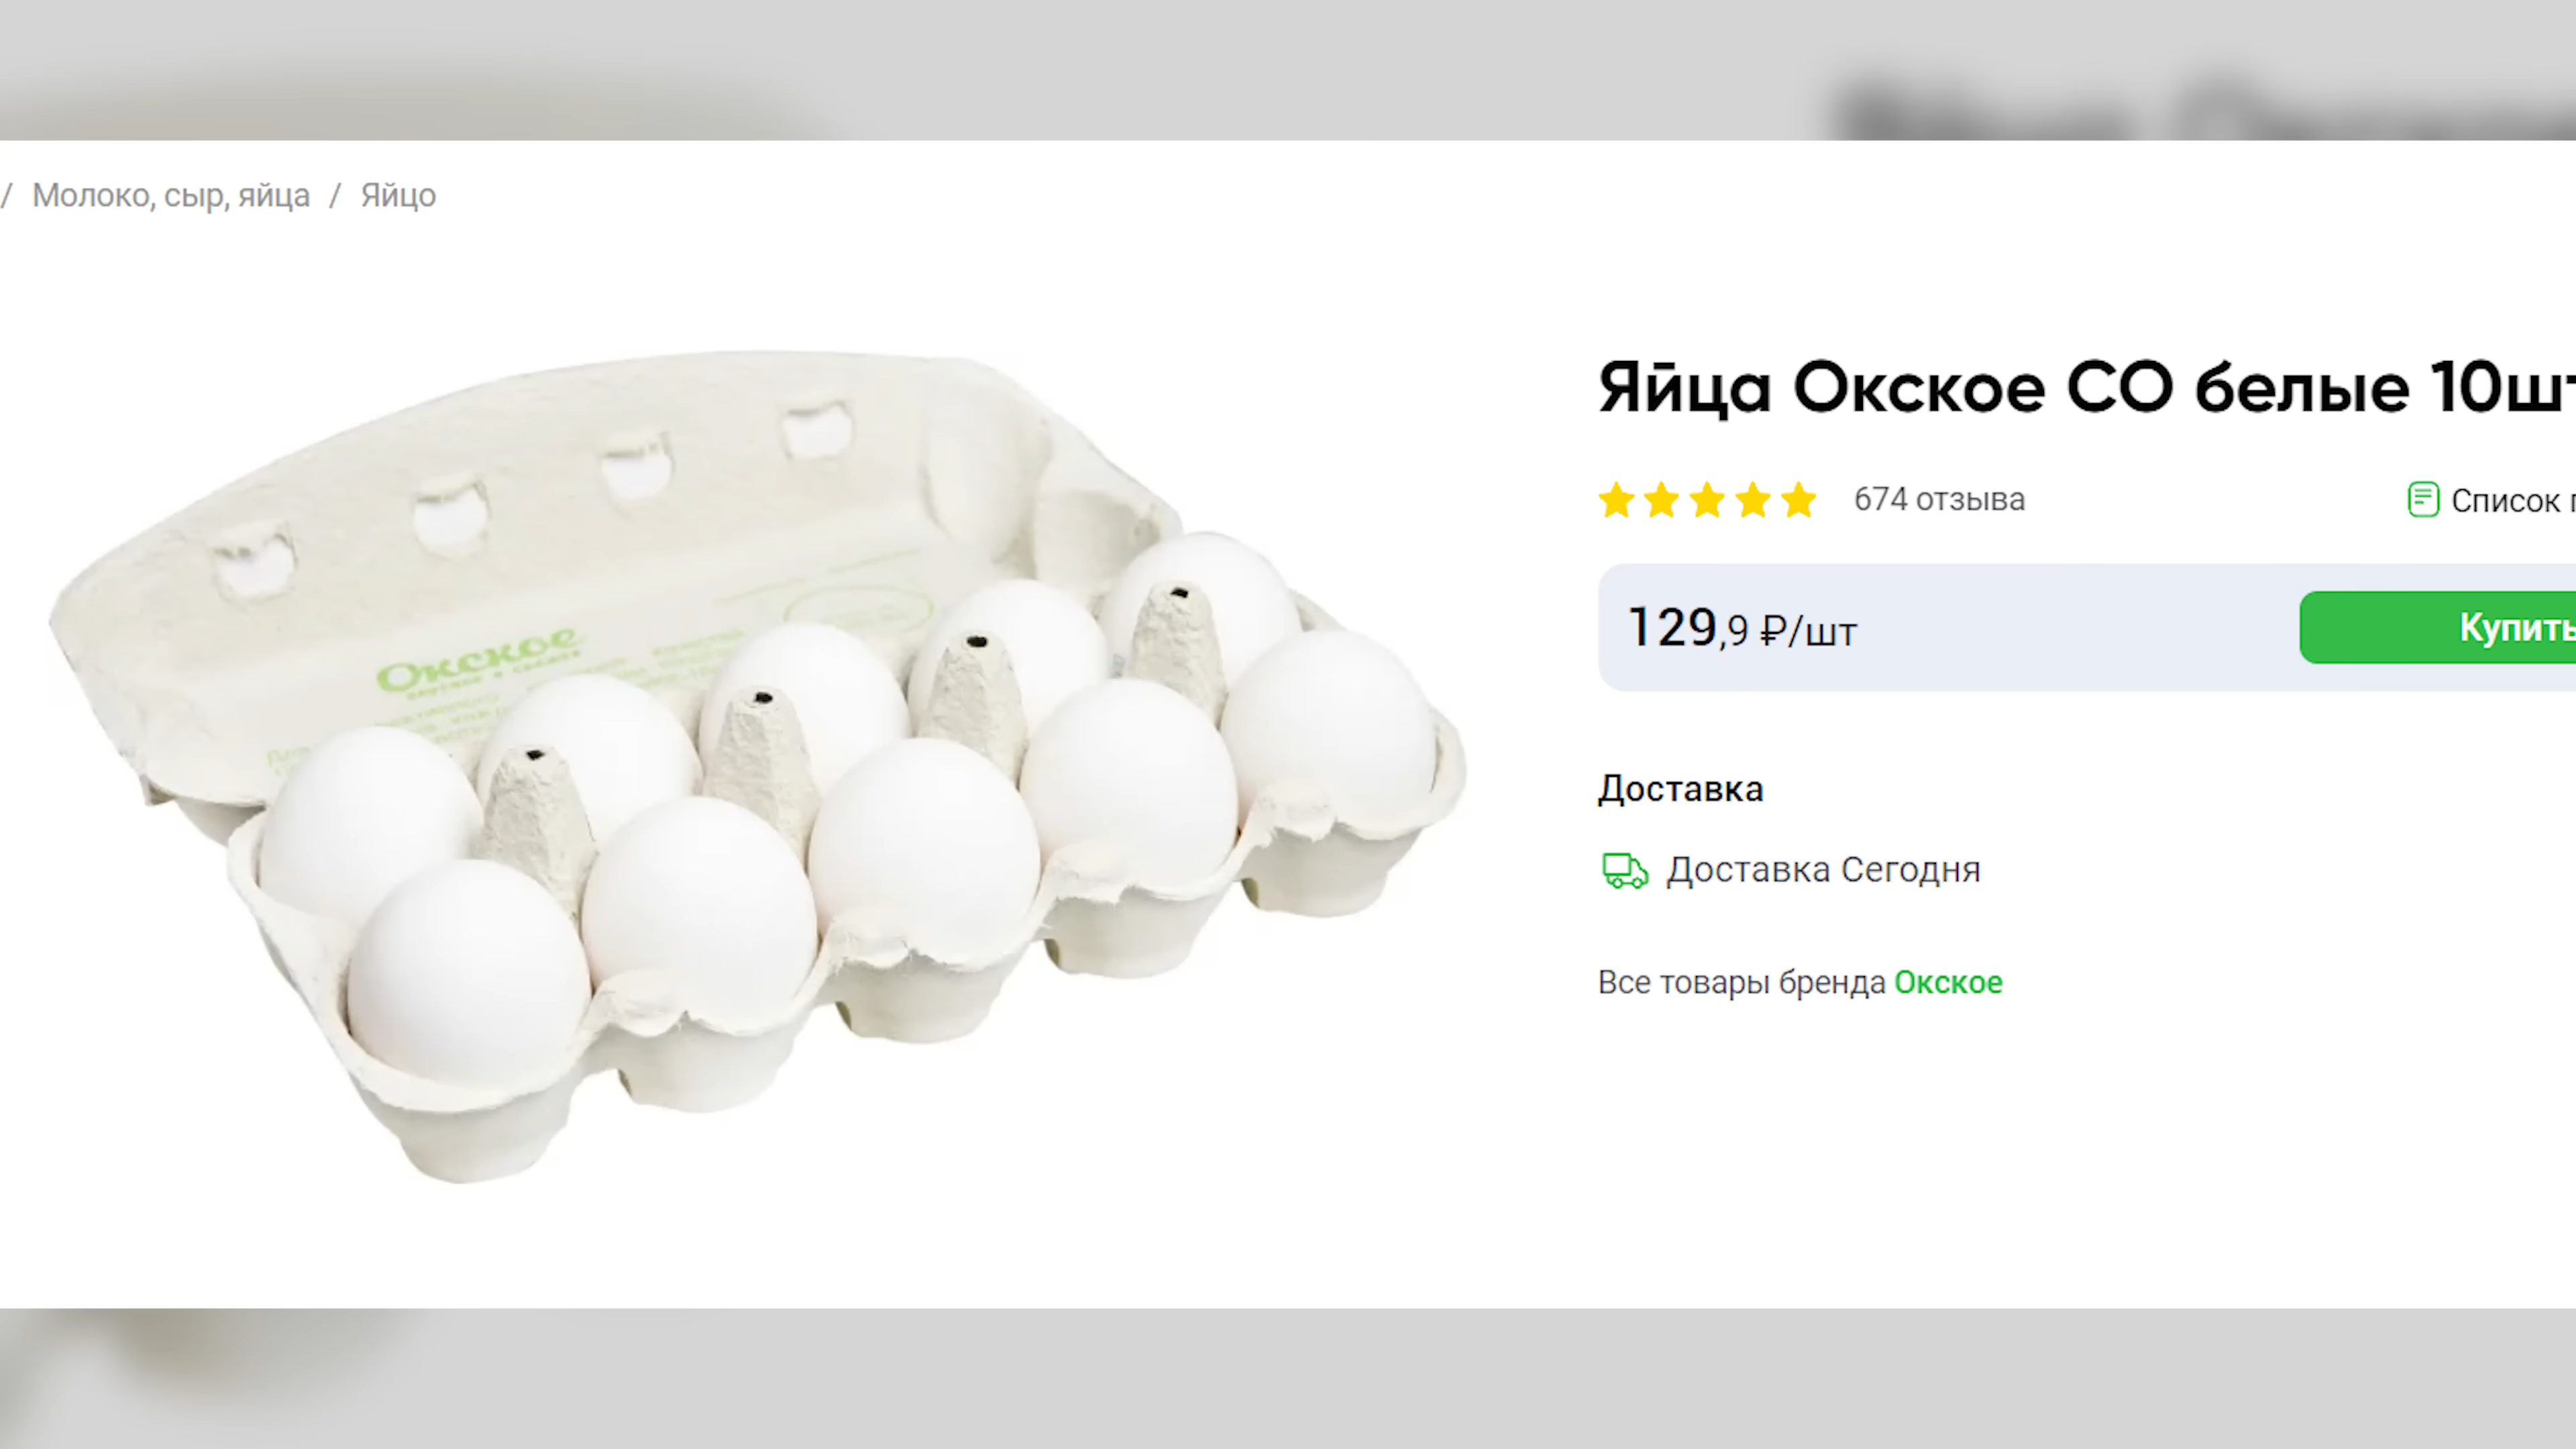 / Молоко, сыр, яйца / Яйцо
Окское
Яйца Окское СО белые 10шт
674 отзыва
Список
129,9 ₽/шт
Купить
Доставка
Доставка Сегодня
Все товары бренда Окское